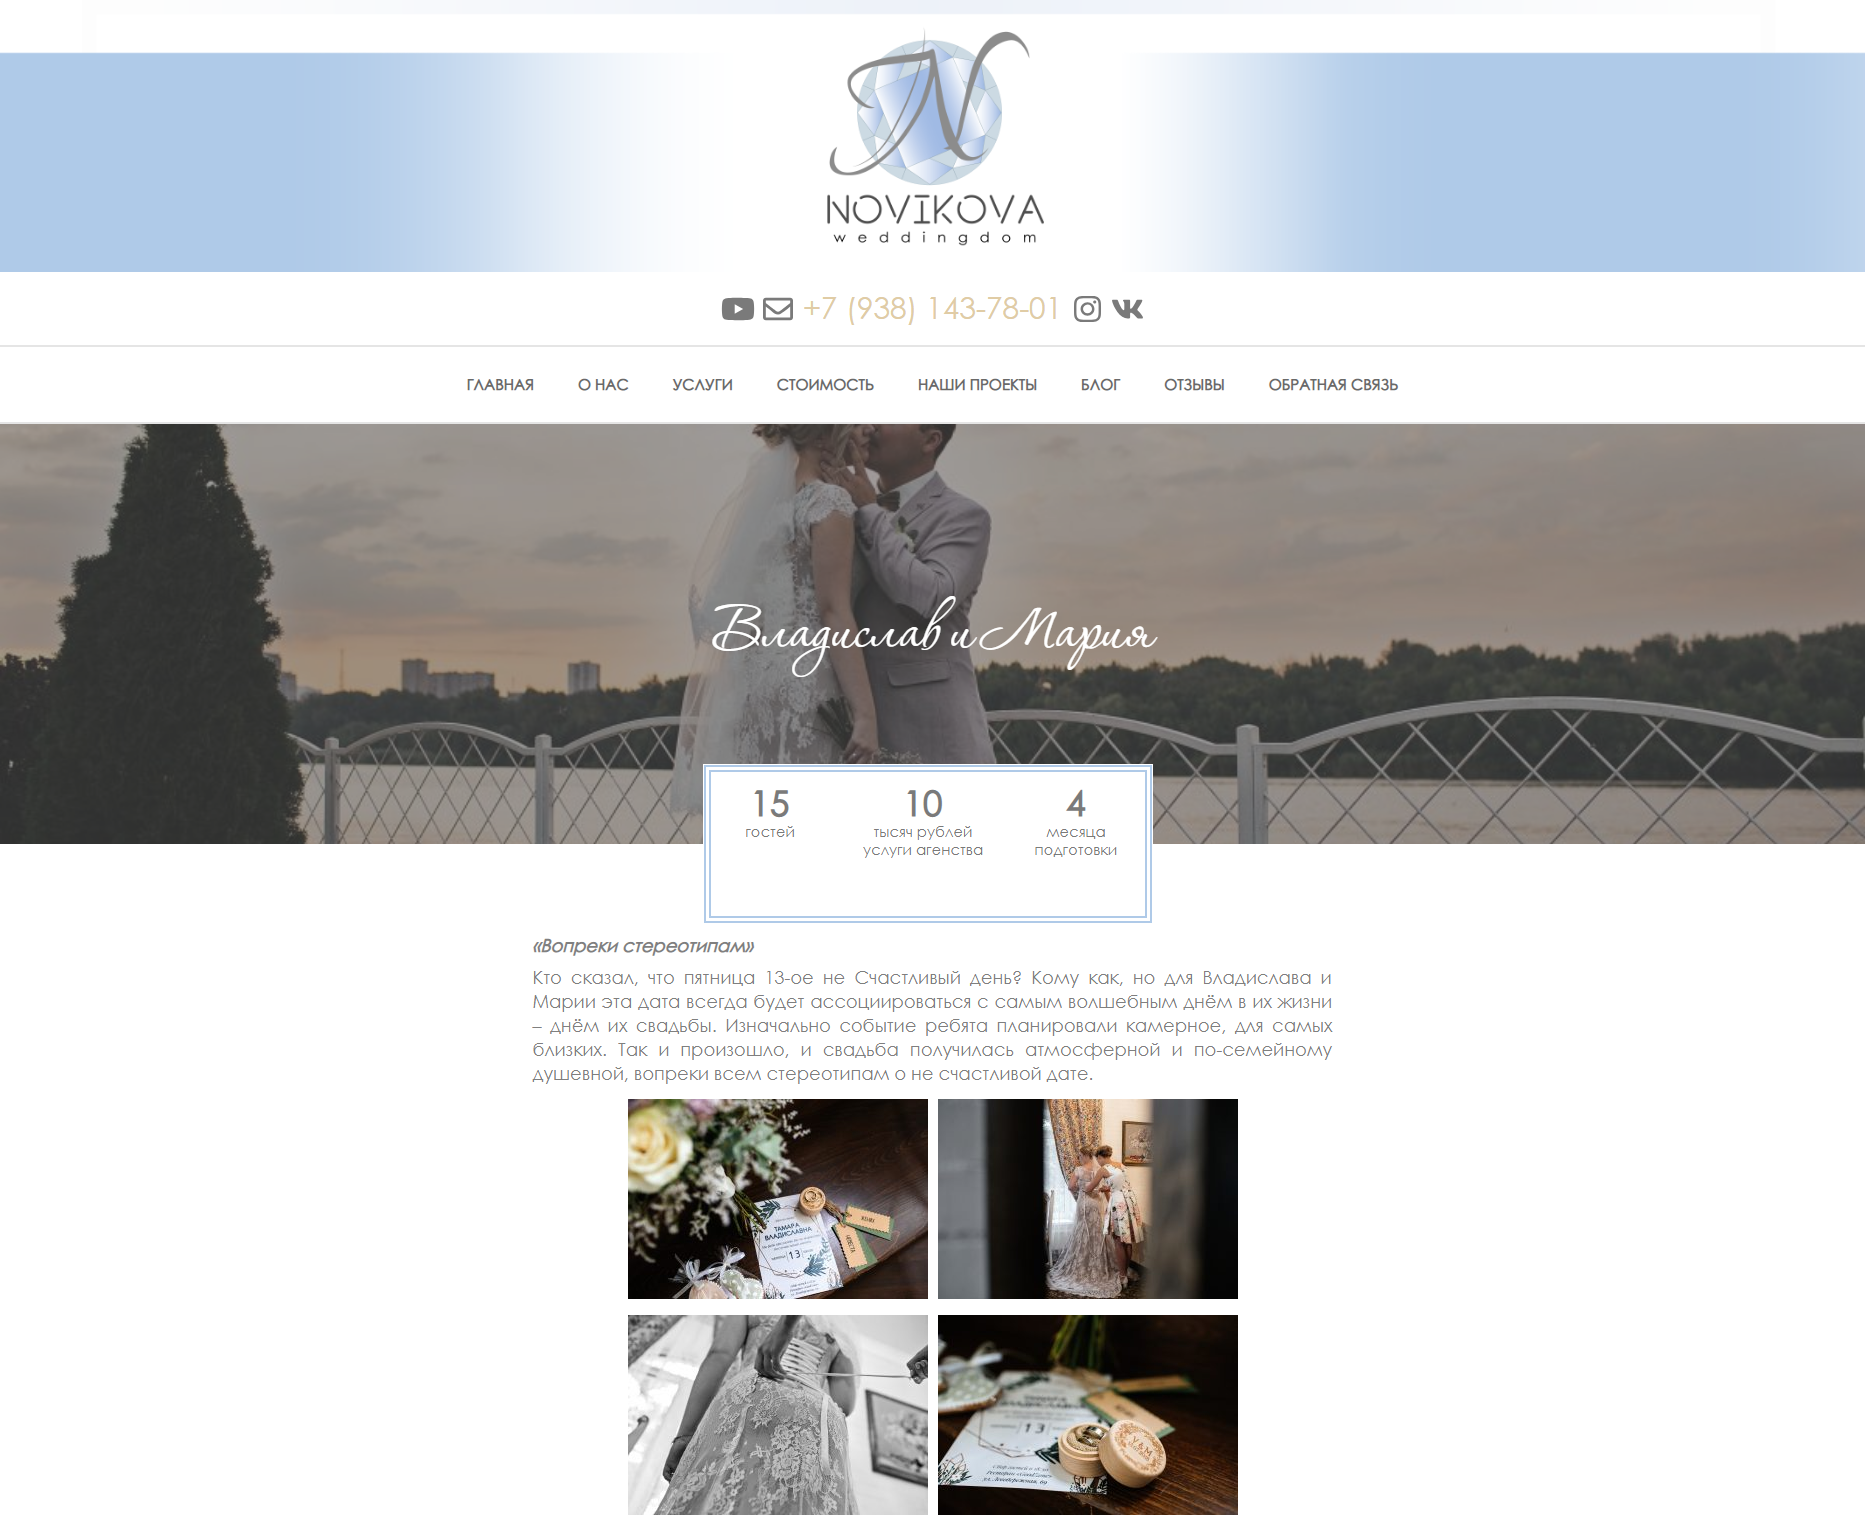 N
NOVIKOVA
weddingdom
+7 (938) 143-78-01
ГЛАВНАЯ О НАС УСЛУГИ СТОИМОСТЬ НАШИ ПРОЕКТЫ БЛОГ ОТЗЫВЫ ОБРАТНАЯ СВЯЗЬ
Владислав и Мария
15 10 4
гостей тысяч рублей месяца
услуги агенства подготовки
«Вопреки стереотипам»
Кто сказал, что пятница 13-ое не Счастливый день? Кому как, но для Владислава и
Марии эта дата всегда будет ассоциироваться с самым волшебным днём в их жизни
– днём их свадьбы. Изначально событие ребята планировали камерное, для самых
близких. Так и произошло, и свадьба получилась атмосферной и по-семейному
душевной, вопреки всем стереотипам о не счастливой дате.
ТАМАРА
ВЛАДИСЛАВНА
13
ЖЕНИХ
НЕВЕСТА
ТАМАРА
ВЛАДИСЛАВНА
13
V&M